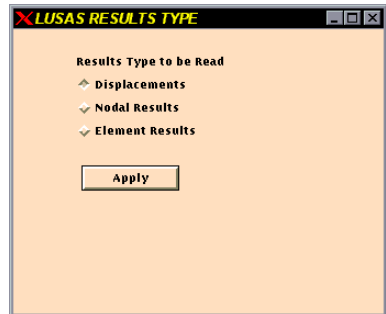 LUSAS RESULTS TYPE
Results Type to be Read
Displacements
Nodal Results
Element Results
Apply